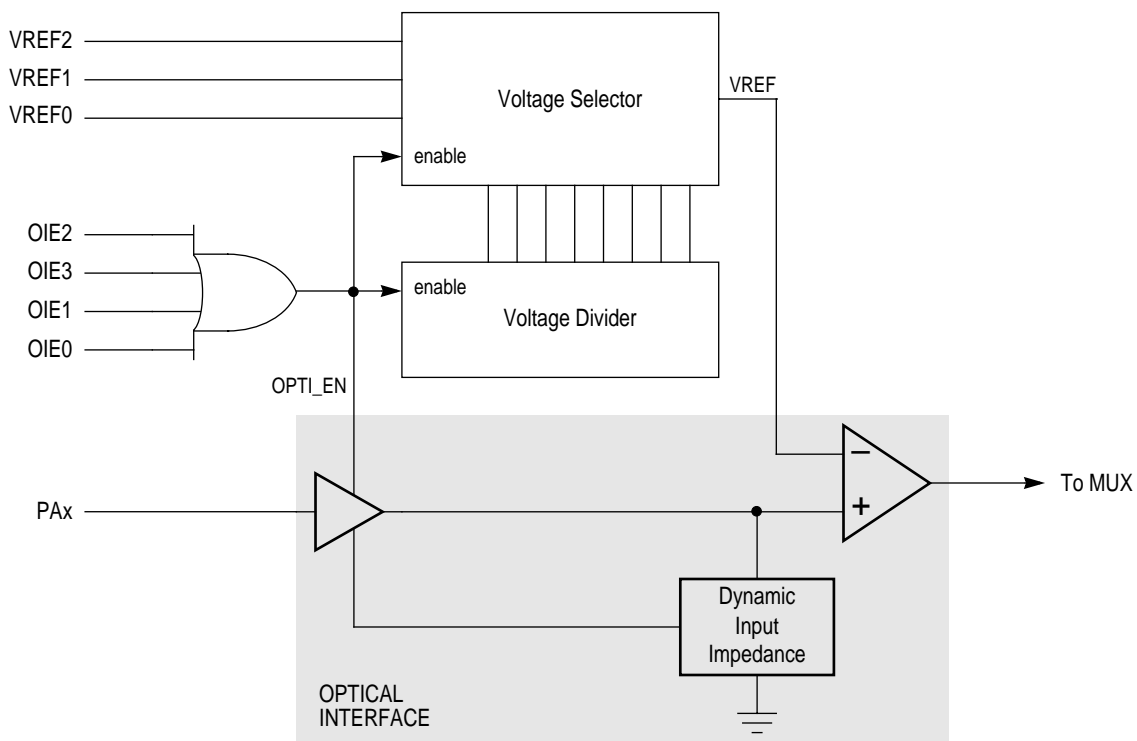 VREF2
VREF1
VREF0
Voltage Selector
VREF
enable
OIE2
OIE3
OIE1
OIE0
enable
Voltage Divider
OPTI_EN
PAx
−
+
To MUX
Dynamic
Input
Impedance
OPTICAL
INTERFACE